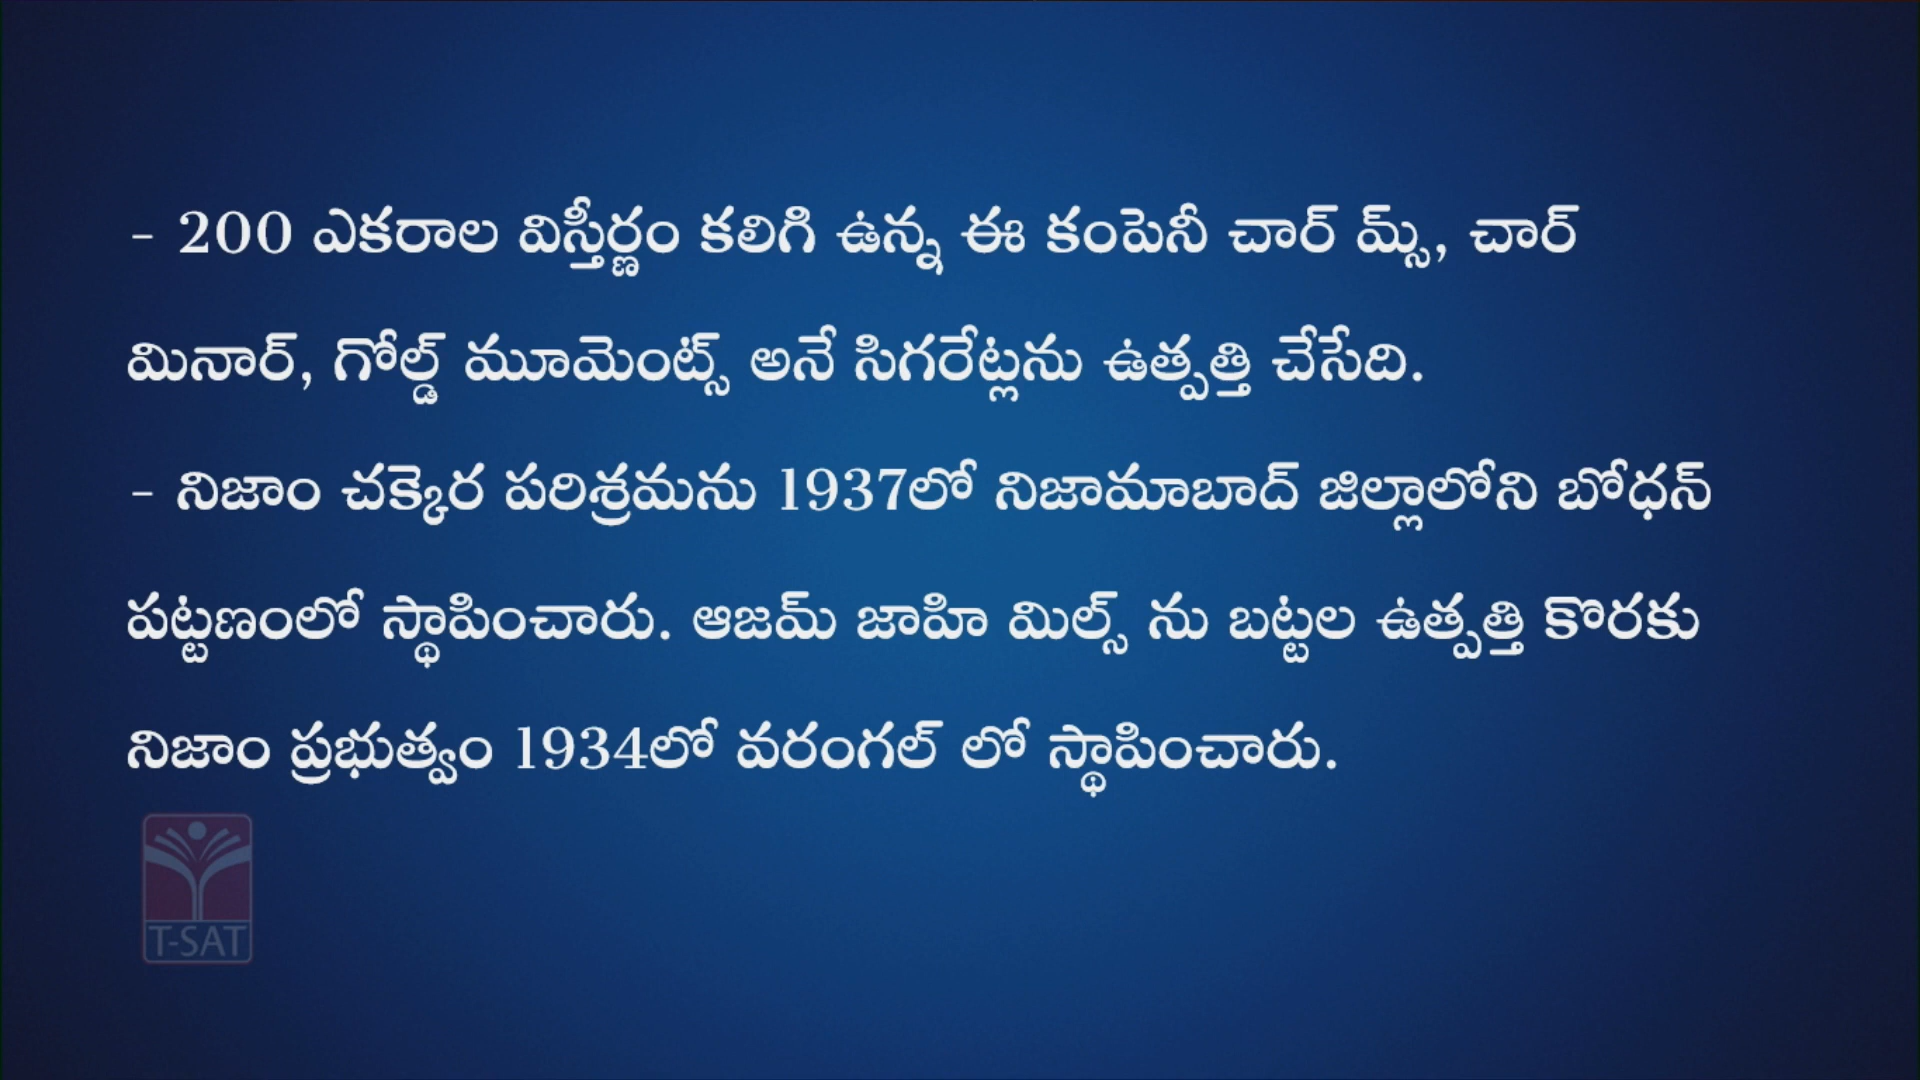 - 200 ఎకరాల విస్తీర్ణం కలిగి ఉన్న ఈ కంపెనీ చార్ మ్స్, చార్
మినార్, గోల్డ్ మూమెంట్స్ అనే సిగరేట్లను ఉత్పత్తి చేసేది.
- నిజాం చక్కెర పరిశ్రమను 1937లో నిజామాబాద్ జిల్లాలోని బోధన్
పట్టణంలో స్థాపించారు. ఆజమ్ జాహి మిల్స్ ను బట్టల ఉత్పత్తి కొరకు
నిజాం ప్రభుత్వం 1934లో వరంగల్ లో స్థాపించారు.
T-SAT